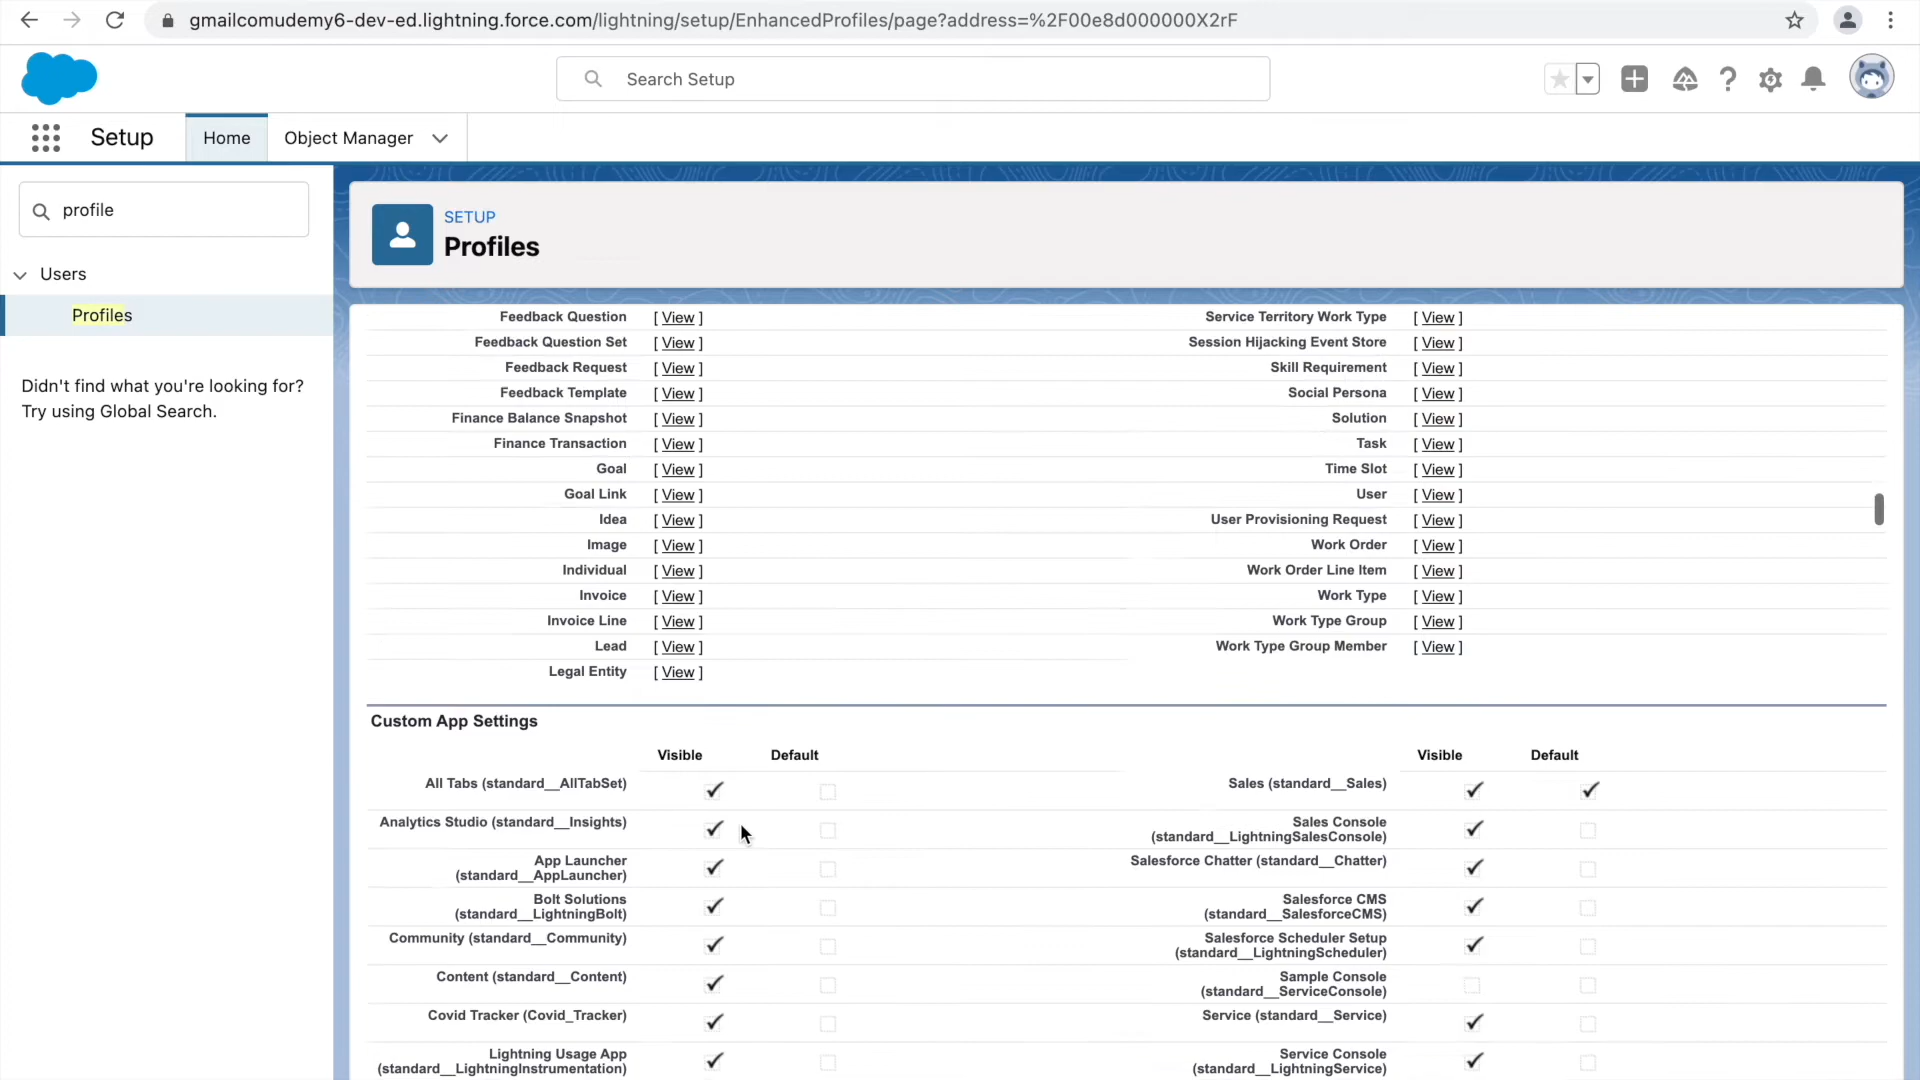 gmailcomudemy6-dev-ed.lightning.force.com/lightning/setup/EnhancedProfiles/page?address=%2F00e8d000000X2rF
Search Setup
Setup
Home
Object Manager
profile
Users
Profiles
Didn't find what you're looking for?
Try using Global Search.
SETUP
Profiles
Feedback Question [ View ] Service Territory Work Type [ View ]
Feedback Question Set [ View ] Session Hijacking Event Store [ View ]
Feedback Request [ View ] Skill Requirement [ View ]
Feedback Template [ View ] Social Persona [ View ]
Finance Balance Snapshot [ View ] Solution [ View ]
Finance Transaction [ View ] Task [ View ]
Goal [ View ] Time Slot [ View ]
Goal Link [ View ] User [ View ]
Idea [ View ] User Provisioning Request [ View ]
Image [ View ] Work Order [ View ]
Individual [ View ] Work Order Line Item [ View ]
Invoice [ View ] Work Type [ View ]
Invoice Line [ View ] Work Type Group [ View ]
Lead [ View ] Work Type Group Member [ View ]
Legal Entity [ View ]
Custom App Settings
Visible Default Visible Default
All Tabs (standard__AllTabSet) Sales (standard__Sales)
Analytics Studio (standard__Insights) Sales Console
(standard__LightningSalesConsole)
App Launcher Salesforce Chatter (standard__Chatter)
(standard__AppLauncher)
Bolt Solutions Salesforce CMS
(standard__LightningBolt) (standard__SalesforceCMS)
Community (standard__Community) Salesforce Scheduler Setup
(standard__LightningScheduler)
Content (standard__Content) Sample Console
(standard__ServiceConsole)
Covid Tracker (Covid_Tracker) Service (standard__Service)
Lightning Usage App Service Console
(standard__LightningInstrumentation) (standard__LightningService)